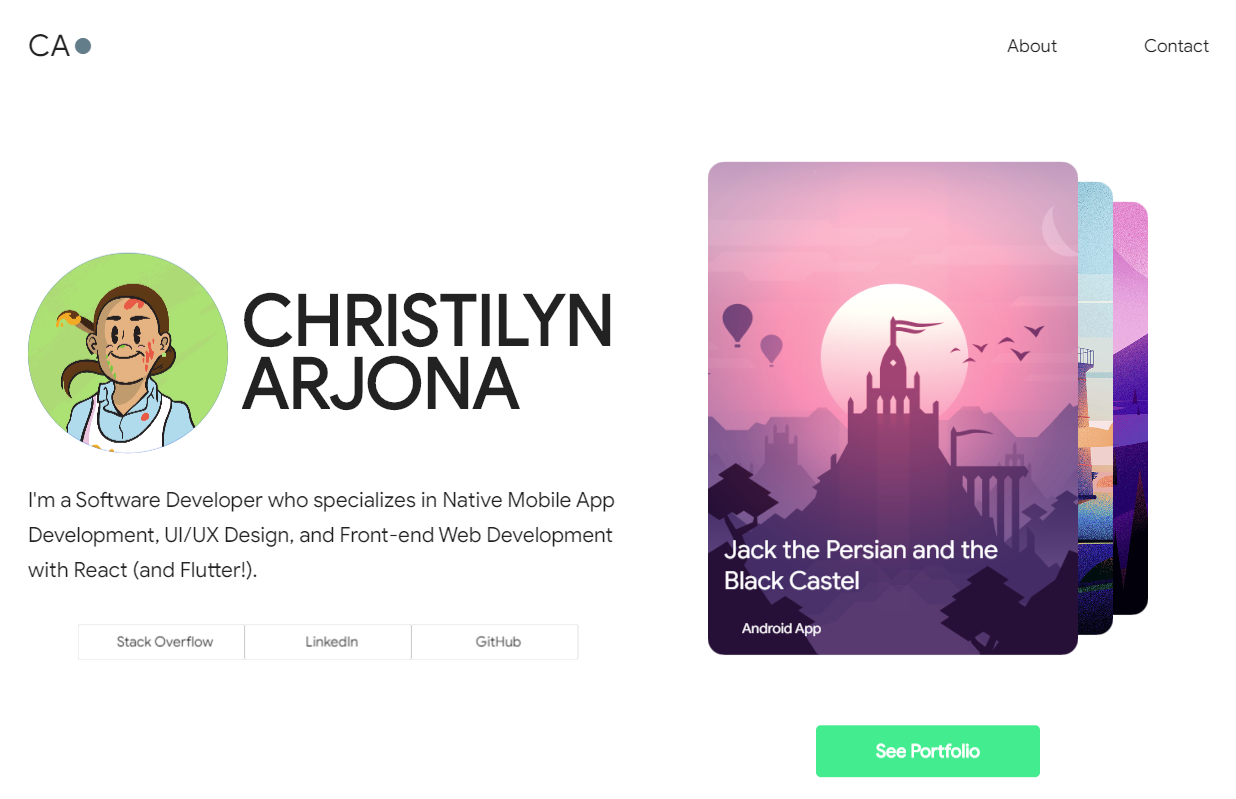 CA
About
Contact
CHRISTILYN
ARJONA
I'm a Software Developer who specializes in Native Mobile App
Development, UI/UX Design, and Front-end Web Development
with React (and Flutter!).
Stack Overflow
LinkedIn
GitHub
Jack the Persian and the
Black Castel
Android App
See Portfolio